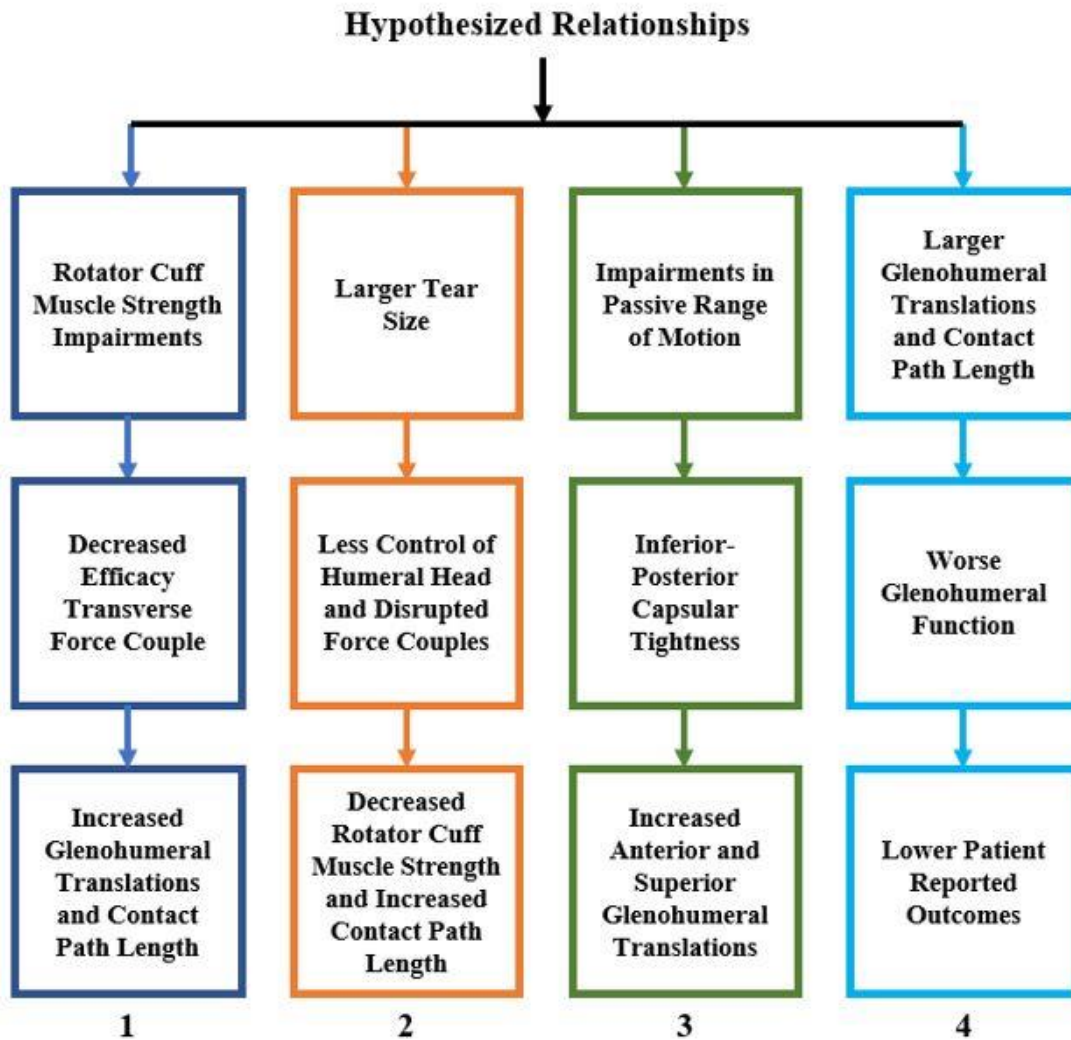 Hypothesized Relationships
Rotator Cuff
Muscle Strength
Impairments
Larger Tear
Size
Impairments in
Passive Range
of Motion
Larger
Glenohumeral
Translations
and Contact
Path Length
Decreased
Efficacy
Transverse
Force Couple
Less Control of
Humeral Head
and Disrupted
Force Couples
Inferior-
Posterior
Capsular
Tightness
Worse
Glenohumeral
Function
Increased
Glenohumeral
Translations
and Contact
Path Length
Decreased
Rotator Cuff
Muscle Strength
and Increased
Contact Path
Length
Increased
Anterior and
Superior
Glenohumeral
Translations
Lower Patient
Reported
Outcomes
1
2
3
4